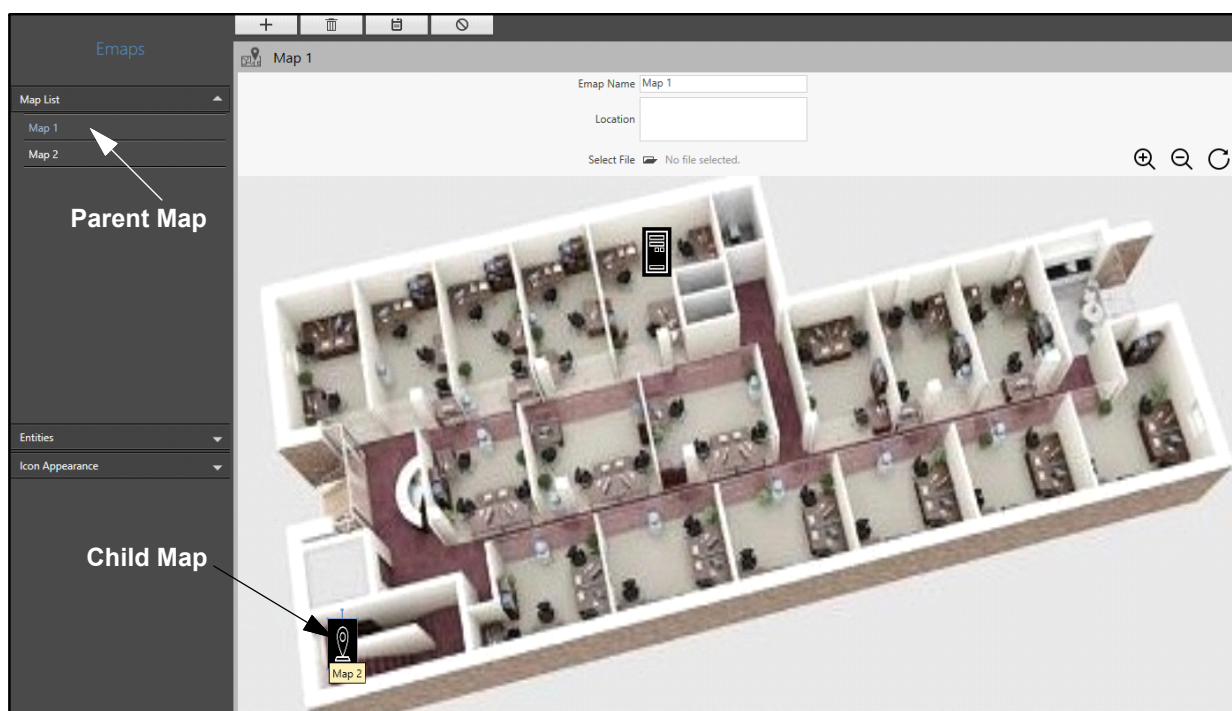 Emaps
Map 1
Emap Name Map 1
Map List
Location
Map 1
Map 2
Select File No file selected.
Parent Map
Entities
Icon Appearance
Child Map
Map 2